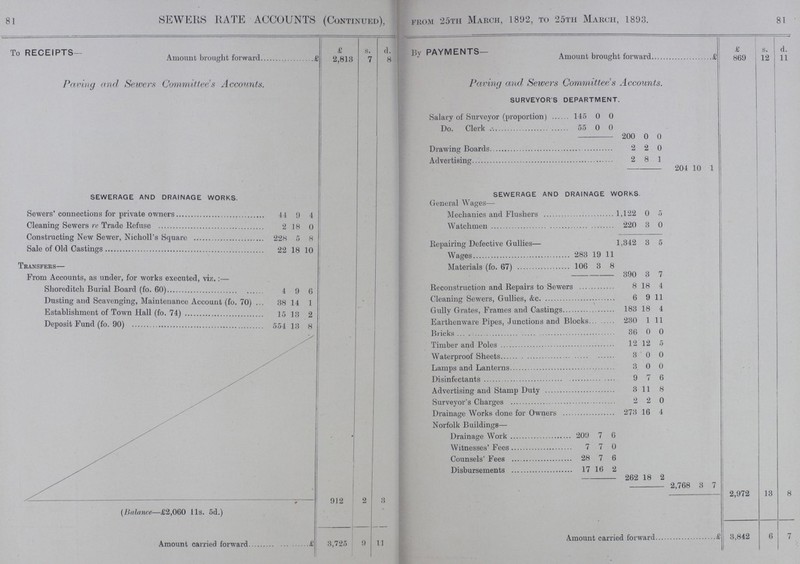 81 SEWERS RATE ACCOUNTS (Continued),
To RECEIPTS—
£ s. d.
Amount brought forward £ 2,813 7 8
Paving and Sewers Committee's Accounts.
SEWERAGE AND DRAINAGE WORKS.
Sewers' connections for private owners 44 9 4
Cleaning Sewers re Trade Refuse 2 18 0
Constructing New Sewer, Nicholl's Square 228 5 8
Sale of Old Castings 22 18 10
Transfers—
From Accounts, as under, for works executed, viz.:—
Shoreditch Burial Board (fo. 60) 4 9 6
Dusting and Scavenging, Maintenance Account (fo. 70) 38 14 1
Establishment of Town Hall (fo. 74) 15 13 2
Deposit Fund (fo. 90) 554 13 8
912 2 3
(Balance—£2,060 11s. 5d.)
Amount carried forward £ 3,725 9 11
FROM 25TH MARCH, 1892, TO 25TH MARCH, 1893. 81
By PAYMENTS—
£ s. d.
Amount brought forward £ 869 12 11
Paving and Sewers Committee's Accounts.
SURVEYOR'S DEPARTMENT.
Salary of Surveyor (proportion) 145 0 0
Do. Clerk 55 0 0
200 0 0
Drawing Boards 2 2 0
Advertising 2 8 1
204 10 1
SEWERAGE AND DRAINAGE WORKS.
General Wages—
Mechanics and Flushers 1,122 0 5
Watchmen 220 3 0
1,342 3 5
Repairing Defective Gullies—
Wages 283 19 11
Materials (fo. 67) 106 3 8
390 3 7
Reconstruction and Repairs to Sewers 8 18 4
Cleaning Sewers, Gullies, &c. 6 9 11
Gully Grates, Frames and Castings 183 18 4
Earthenware Pipes, Junctions and Blocks 230 1 11
Bricks 36 0 0
Timber and Poles 12 12 5
Waterproof Sheets 3 0 0
Lamps and Lanterns 3 0 0
Disinfectants 9 7 6
Advertising and Stamp Duty 3 11 8
Surveyor's Charges 2 2 0
Drainage Works done for Owners 273 16 4
Norfolk Buildings—
Drainage Work 209 7 6
Witnesses' Fees 7 7 0
Counsels' Fees 28 7 6
Disbursements 17 16 2
262 18 2
2,768 3 7
2,972 13 8
Amount carried forward £ 3,842 6 7